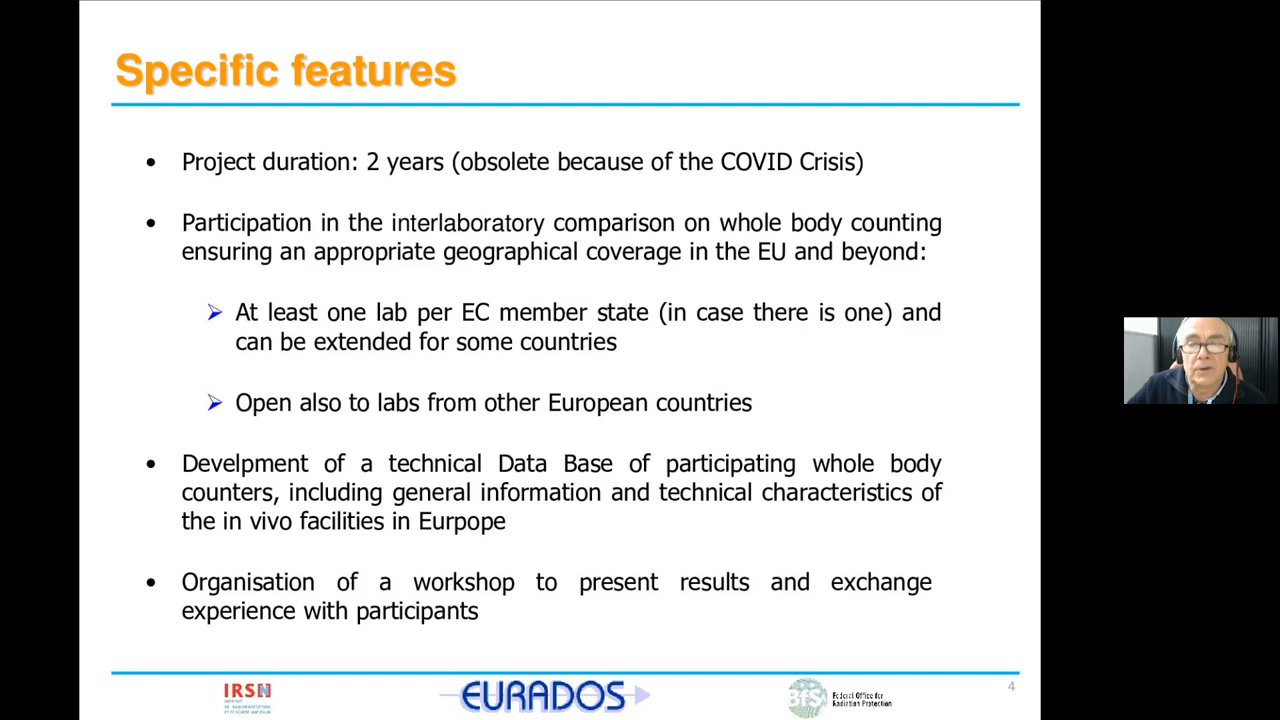 Specific features
• Project duration: 2 years (obsolete because of the COVID Crisis)
• Participation in the interlaboratory comparison on whole body counting
ensuring an appropriate geographical coverage in the EU and beyond:
➢ At least one lab per EC member state (in case there is one) and
can be extended for some countries
➢ Open also to labs from other European countries
• Develpment of a technical Data Base of participating whole body
counters, including general information and technical characteristics of
the in vivo facilities in Eurpope
• Organisation of a workshop to present results and exchange
experience with participants
IRSN
EURADOS
BfS
Federal Office for
Radiation Protection
4